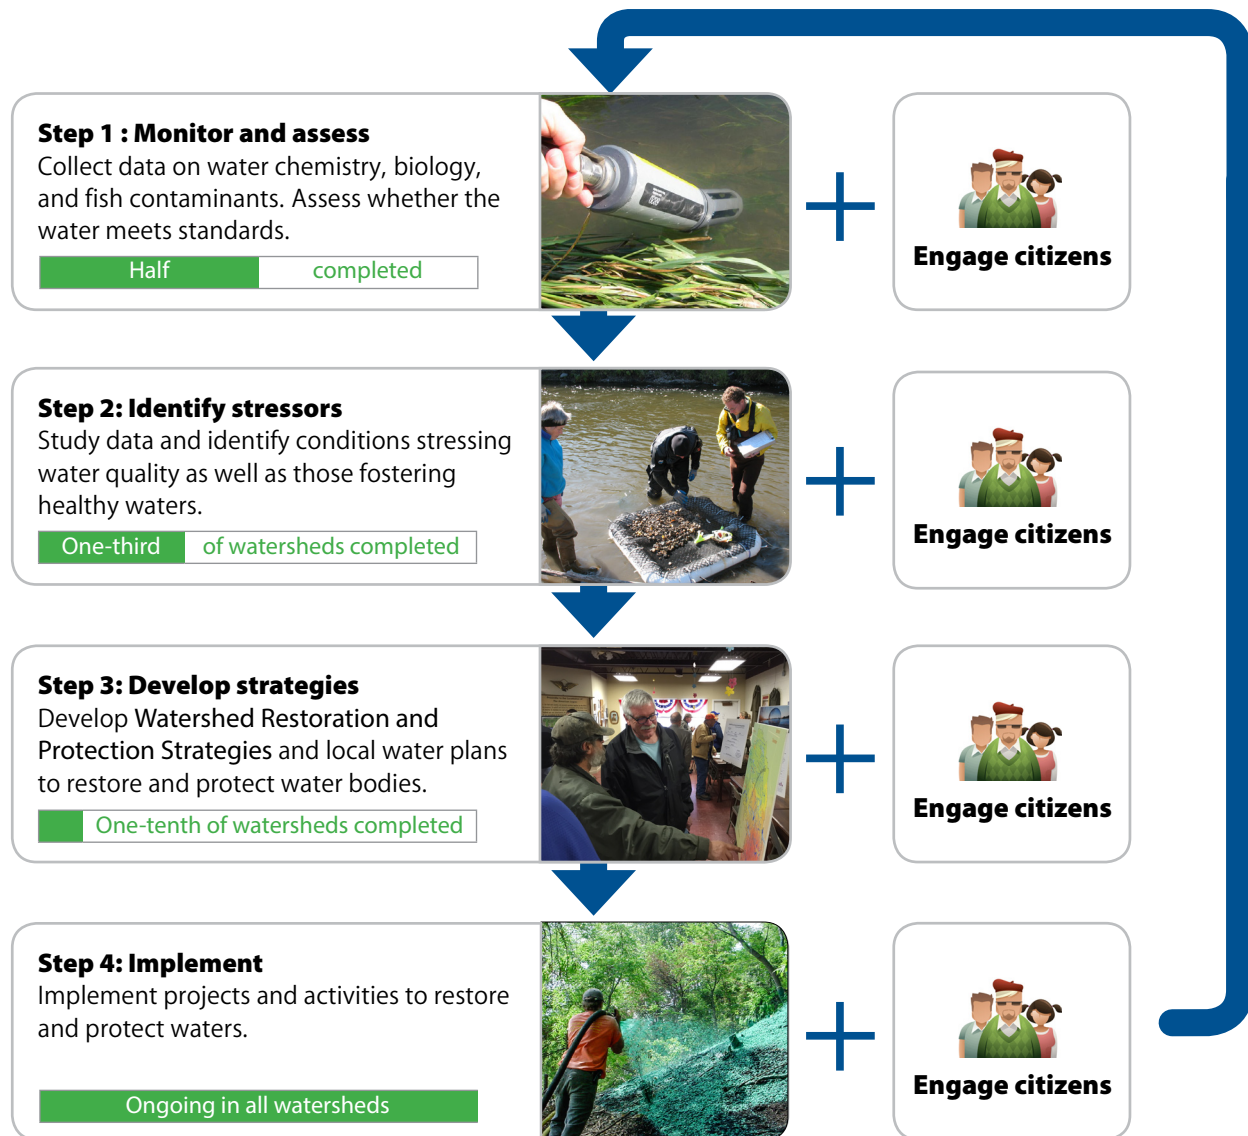 Step 1 : Monitor and assess
Collect data on water chemistry, biology,
and fish contaminants. Assess whether the
water meets standards.
Half completed
Engage citizens
Step 2: Identify stressors
Study data and identify conditions stressing
water quality as well as those fostering
healthy waters.
One-third of watersheds completed
Engage citizens
Step 3: Develop strategies
Develop Watershed Restoration and
Protection Strategies and local water plans
to restore and protect water bodies.
One-tenth of watersheds completed
Engage citizens
Step 4: Implement
Implement projects and activities to restore
and protect waters.
Ongoing in all watersheds
Engage citizens